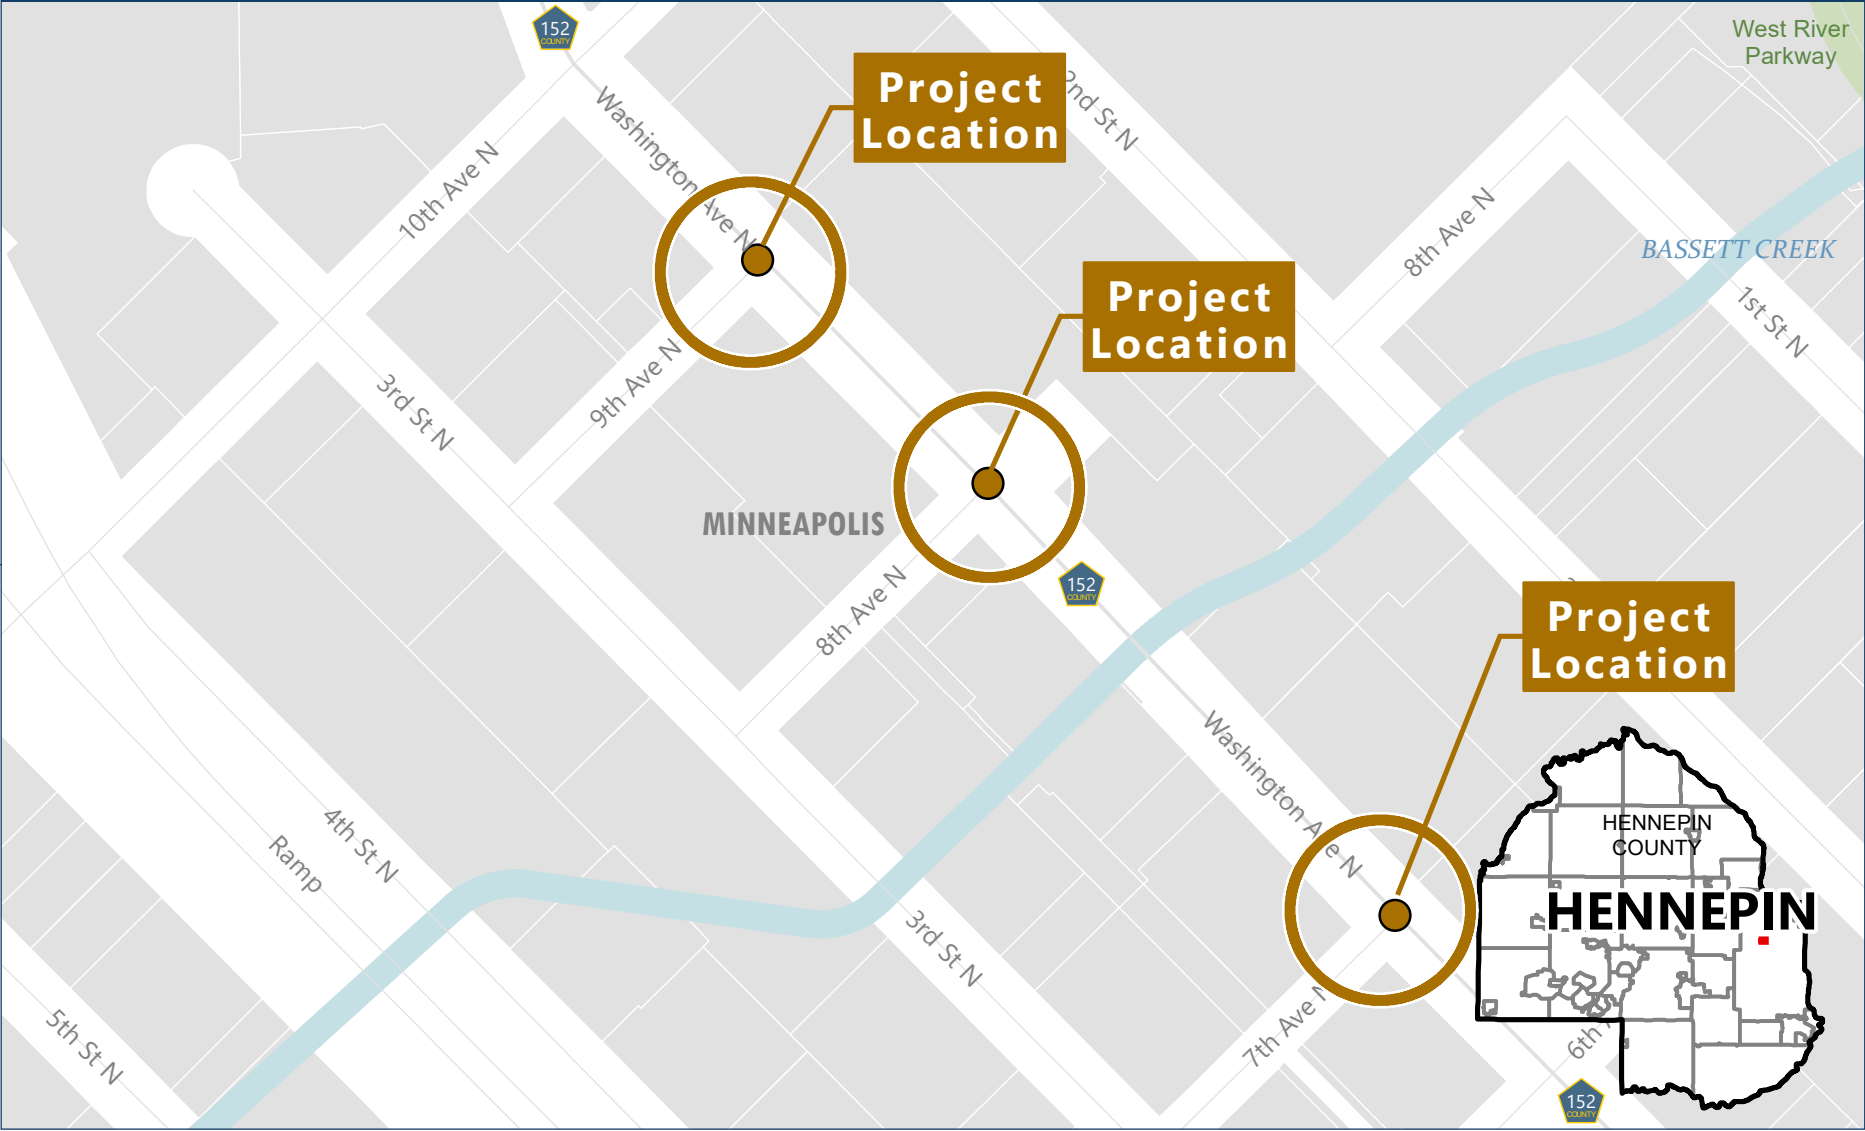 152
COUNTY
West River
Parkway
Project
Location
2nd St N
Washington Ave N
10th Ave N
8th Ave N
BASSETT CREEK
Project
Location
1st St N
9th Ave N
3rd St N
MINNEAPOLIS
152
COUNTY
8th Ave N
Project
Location
Washington Ave N
4th St N
Ramp
HENNEPIN
COUNTY
HENNEPIN
3rd St N
7th Ave N
5th St N
6th
152
COUNTY